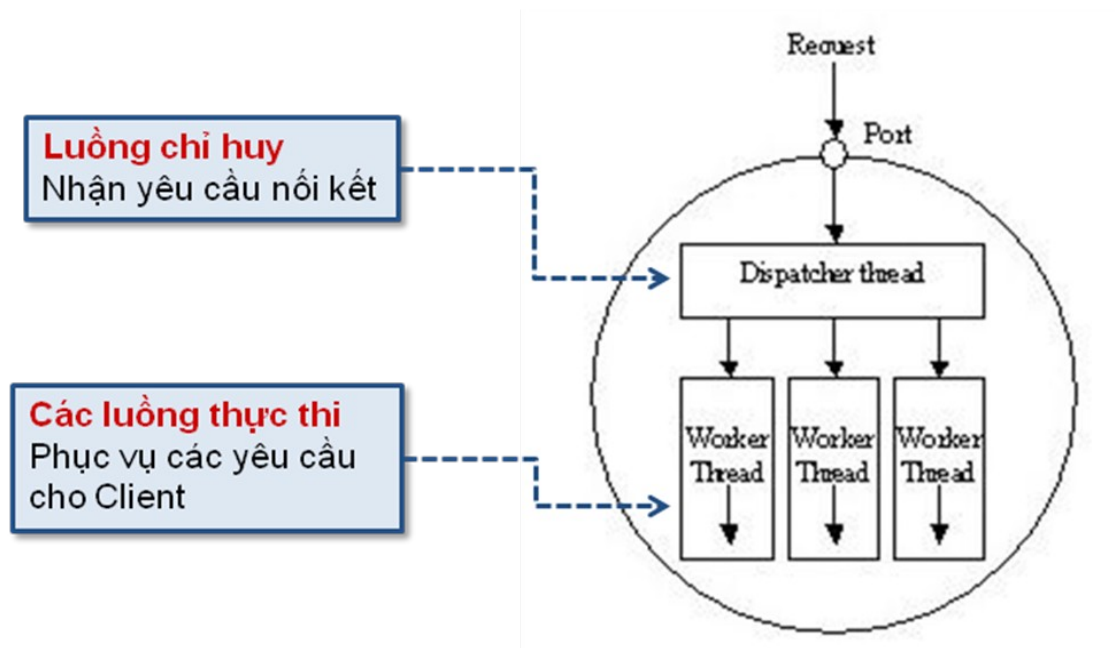 Request
Port
Luồng chỉ huy
Nhận yêu cầu nối kết
Dispatcher thread
Các luồng thực thi
Phục vụ các yêu cầu
cho Client
Worker
Thread
Worker
Thread
Worker
Thread